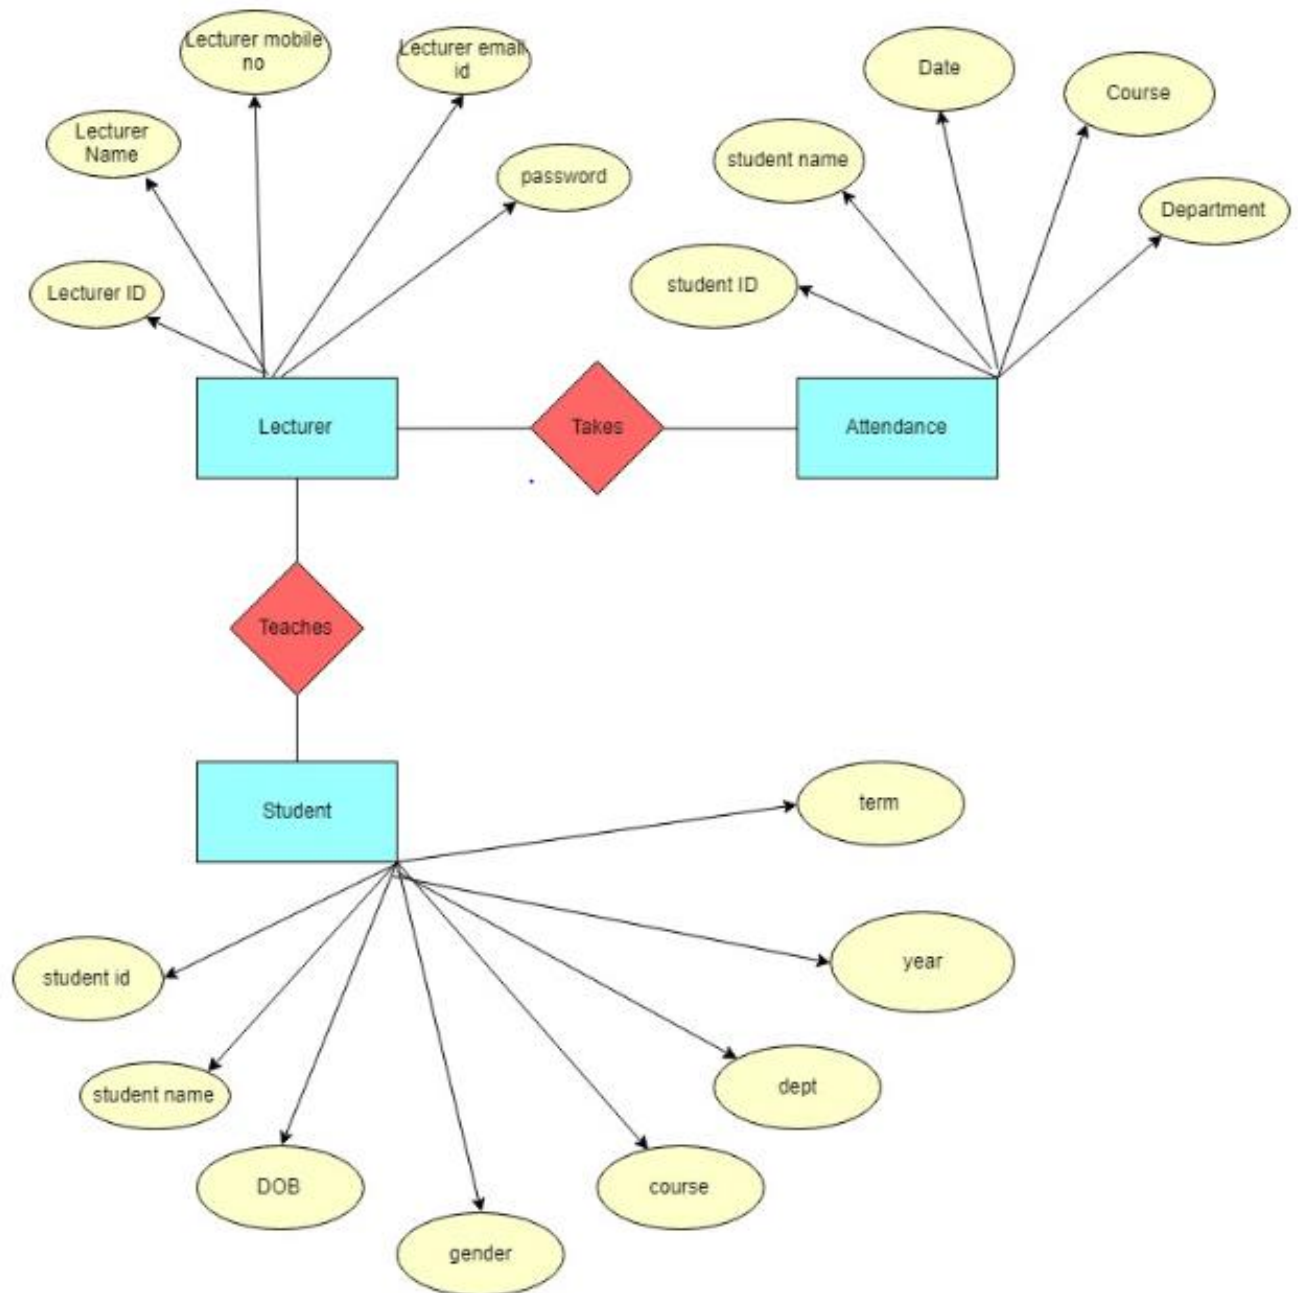 Lecturer mobile
no
Lecturer email
id
Date
Course
Lecturer
Name
student name
password
Department
Lecturer ID
student ID
Lecturer
Takes
Attendance
Teaches
Student
term
year
student id
dept
student name
DOB
course
gender